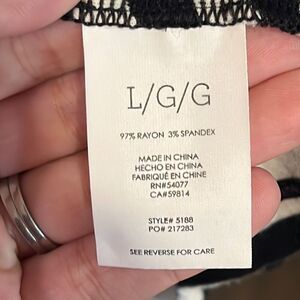 L/G/G
97% RAYON 3% SPANDEX
MADE IN CHINA
HECHO EN CHINA
FABRIQUÉ EN CHINE
RN#54077
CA#59814
STYLE# 5188
PO# 217283
SEE REVERSE FOR CARE